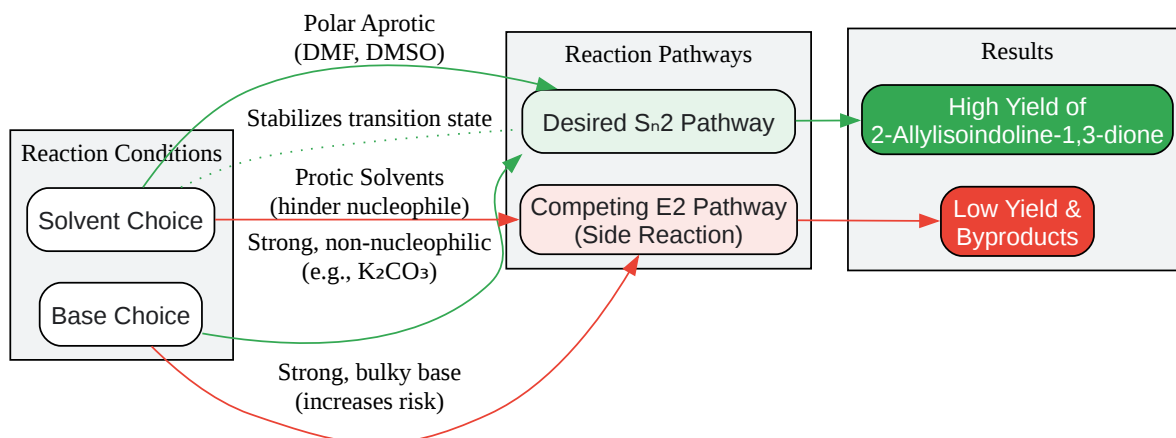 Polar Aprotic
(DMF, DMSO)
Stabilizes transition state
Reaction Conditions
Solvent Choice
Base Choice
Protic Solvents
(hinder nucleophile)
Strong, non-nucleophilic
(e.g., K₂CO₃)
Strong, bulky base
(increases risk)
Reaction Pathways
Desired Sₙ2 Pathway
Competing E2 Pathway
(Side Reaction)
Results
High Yield of
2-Allylisoindoline-1,3-dione
Low Yield &
Byproducts